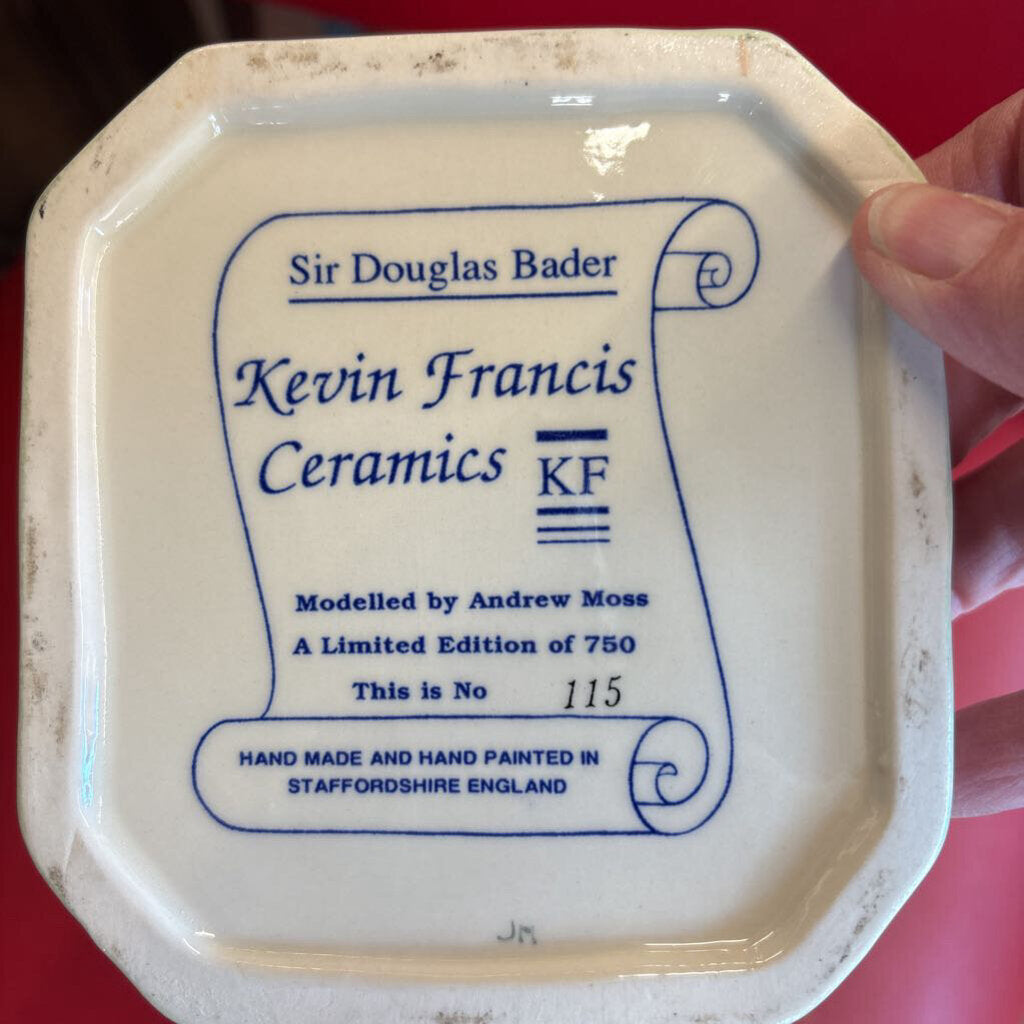 Sir Douglas Bader
Kevin Francis
Ceramics
KF
Modelled by Andrew Moss
A Limited Edition of 750
This is No 115
HAND MADE AND HAND PAINTED IN
STAFFORDSHIRE ENGLAND
JM